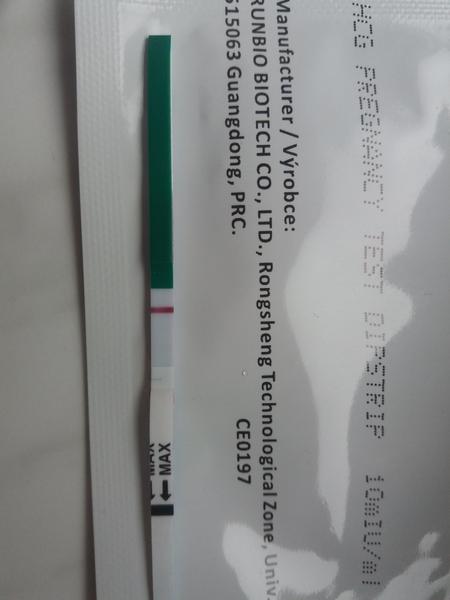 HCG PREGNANCY TEST DIPSTRIP 10mIU/ml
Manufacturer / Výrobce:
RUNBIO BIOTECH CO., LTD., Rongsheng Technological Zone, Univ.
515063 Guangdong, PRC.
CE0197
MAX
MAX